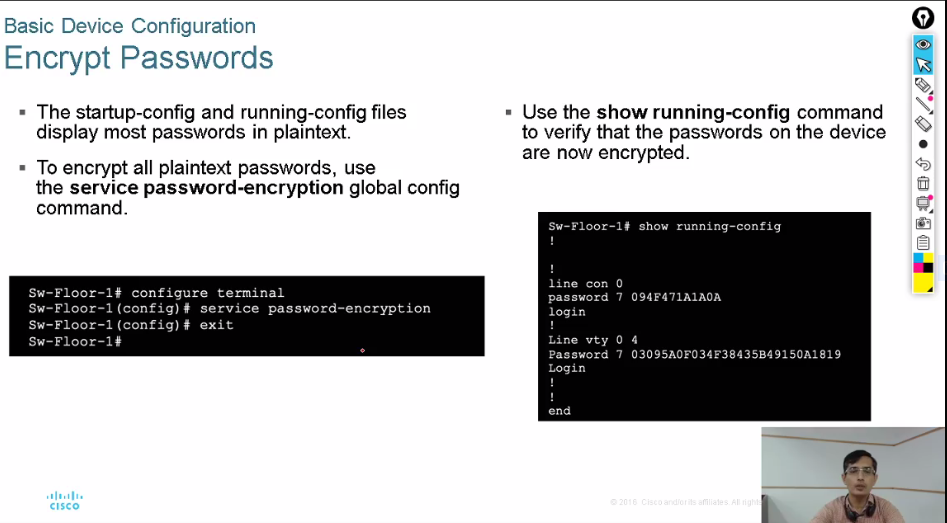 Basic Device Configuration
Encrypt Passwords
The startup-config and running-config files
display most passwords in plaintext.
To encrypt all plaintext passwords, use
the service password-encryption global config
command.
Sw-Floor-1# configure terminal
Sw-Floor-1(config)# service password-encryption
Sw-Floor-1(config)# exit
Sw-Floor-1#
Use the show running-config command
to verify that the passwords on the device
are now encrypted.
Sw-Floor-1# show running-config
!
!
line con 0
password 7 094F471A1A0A
login
!
Line vty 0 4
Password 7 03095A0F034F38435B49150A1819
Login
!
!
end
CISCO
© 2016 Cisco and/or its affiliates. All rights